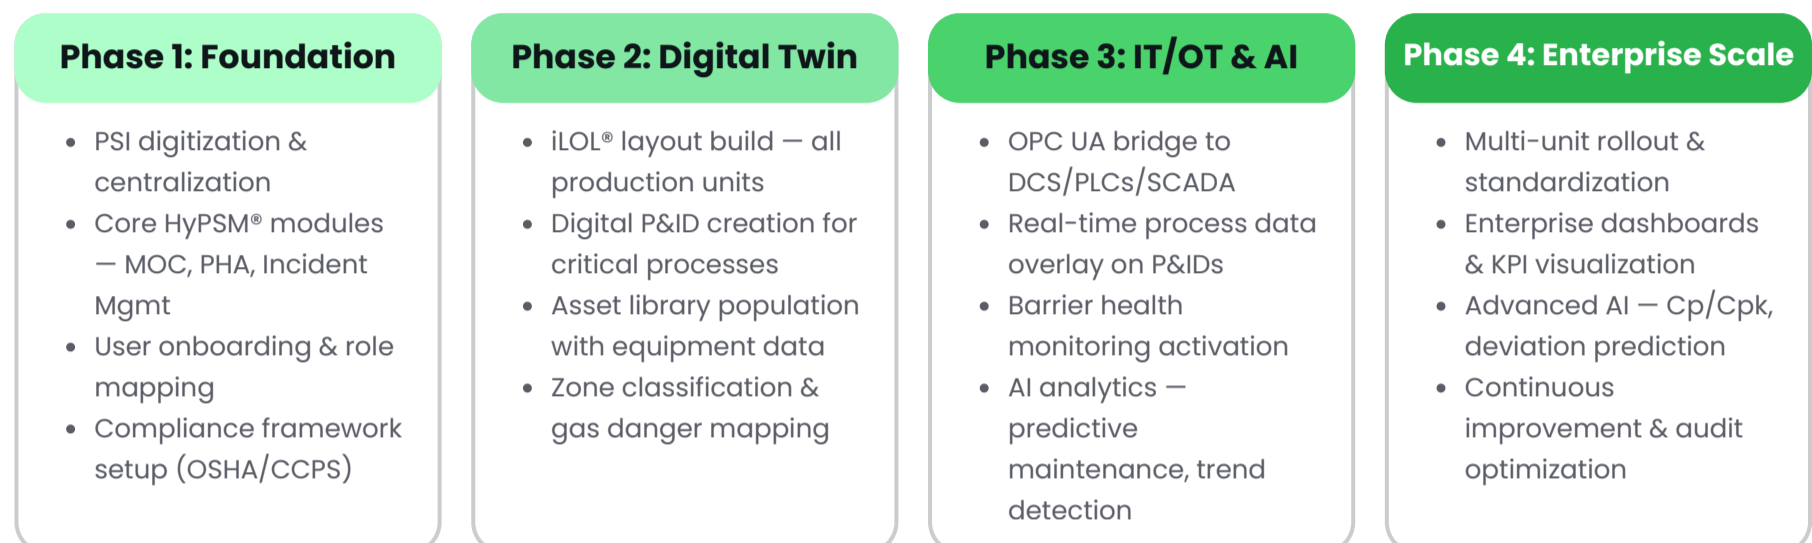 Phase 1: Foundation
• PSI digitization &
centralization
• Core HyPSM® modules
— MOC, PHA, Incident
Mgmt
• User onboarding & role
mapping
• Compliance framework
setup (OSHA/CCPS)
Phase 2: Digital Twin
• iLOL® layout build — all
production units
• Digital P&ID creation for
critical processes
• Asset library population
with equipment data
• Zone classification &
gas danger mapping
Phase 3: IT/OT & AI
• OPC UA bridge to
DCS/PLCs/SCADA
• Real-time process data
overlay on P&IDs
• Barrier health
monitoring activation
• AI analytics —
predictive
maintenance, trend
detection
Phase 4: Enterprise Scale
• Multi-unit rollout &
standardization
• Enterprise dashboards
& KPI visualization
• Advanced AI — Cp/Cpk,
deviation prediction
• Continuous
improvement & audit
optimization